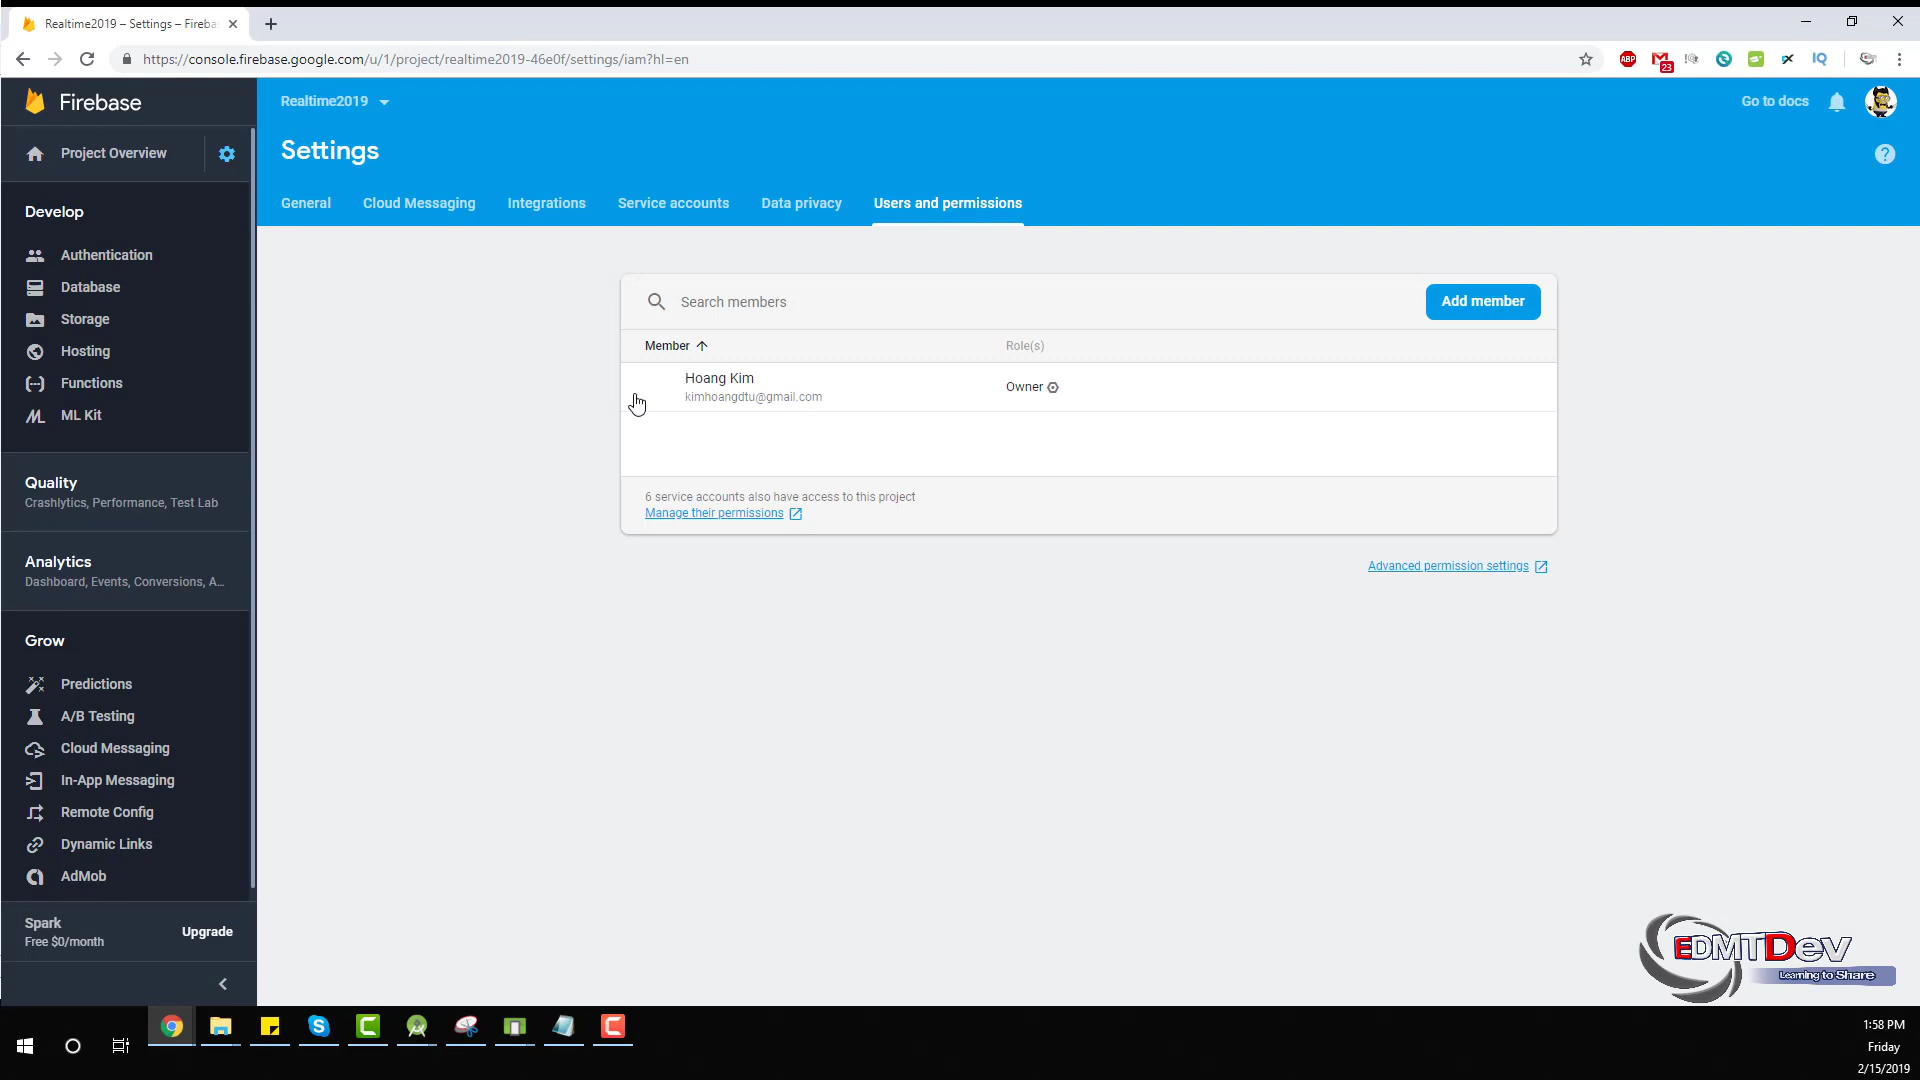 Realtime2019 – Settings – Fireba
https://console.firebase.google.com/u/1/project/realtime2019-46e0f/settings/iam?hl=en
ABP
23
IQ
Firebase
Realtime2019
Go to docs
Project Overview
Settings
General
Cloud Messaging
Integrations
Service accounts
Data privacy
Users and permissions
Develop
Authentication
Database
Storage
Hosting
Functions
ML Kit
Search members
Add member
Member
Role(s)
Hoang Kim
kimhoangdtu@gmail.com
Owner
6 service accounts also have access to this project
Manage their permissions
Advanced permission settings
Quality
Crashlytics, Performance, Test Lab
Analytics
Dashboard, Events, Conversions, A...
Grow
Predictions
A/B Testing
Cloud Messaging
In-App Messaging
Remote Config
Dynamic Links
AdMob
Spark
Free $0/month
Upgrade
EDMTDev
Learning to Share
1:58 PM
Friday
2/15/2019